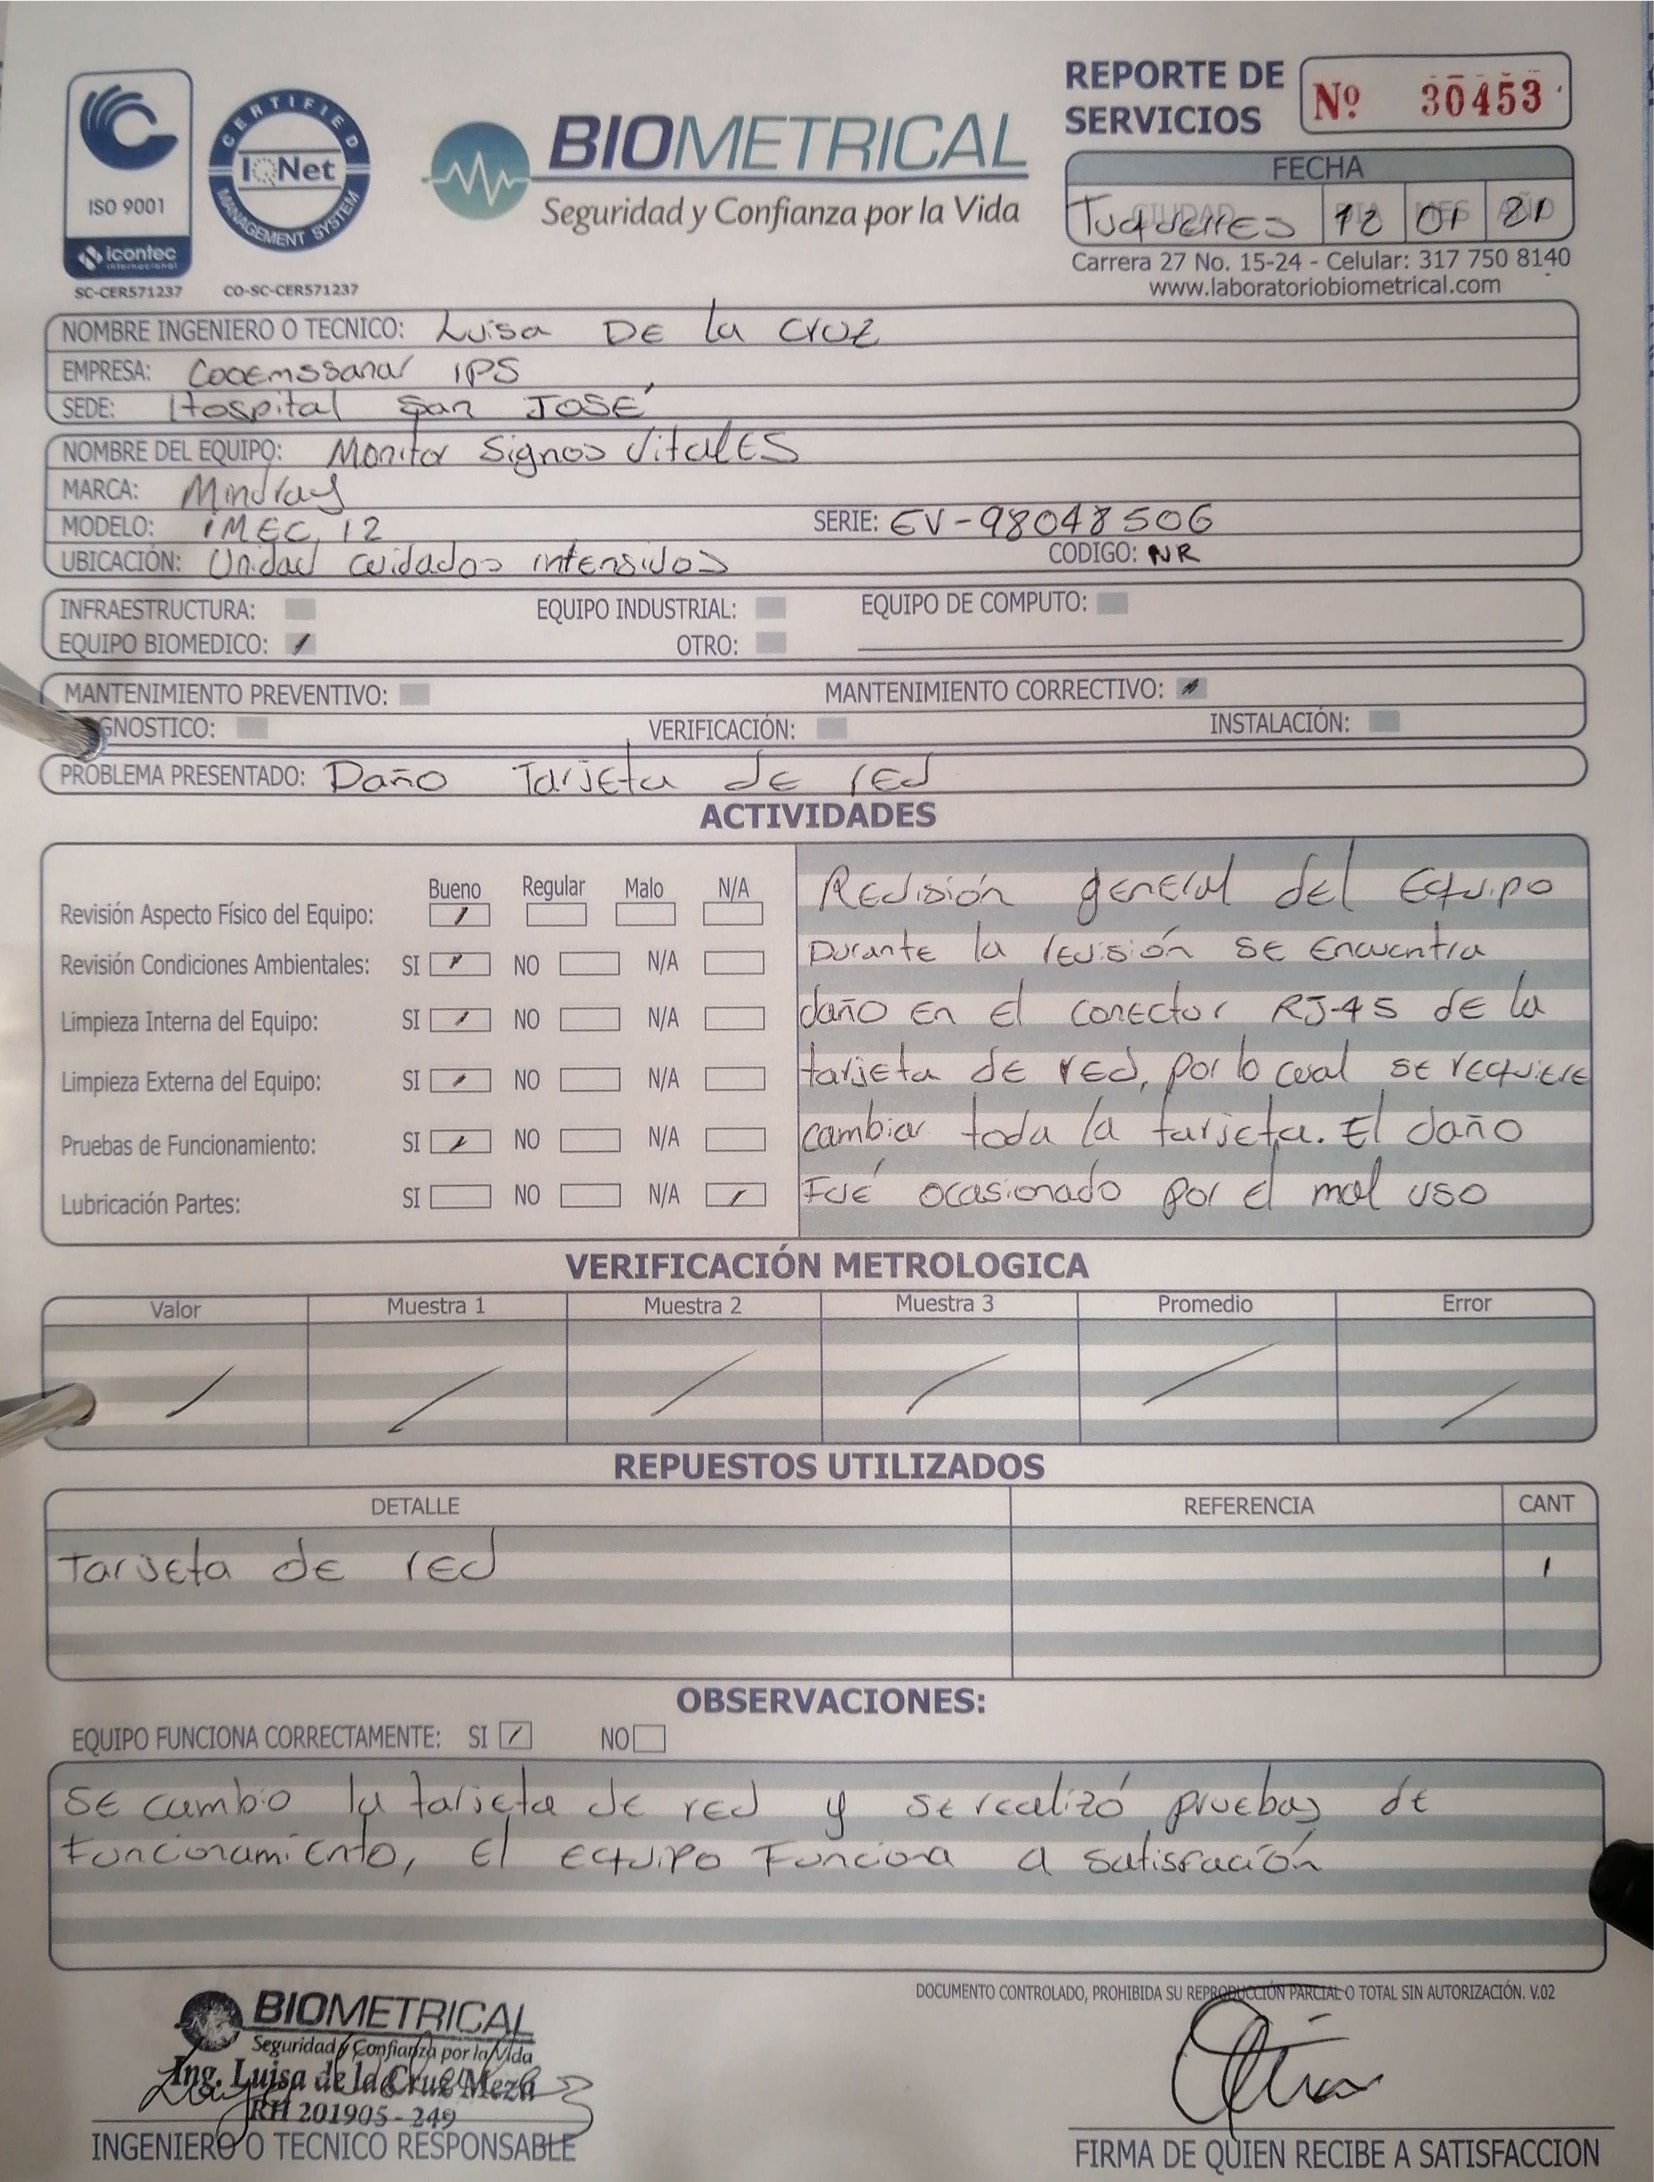 REPORTE DE
SERVICIOS
Nº 30453
ISO 9001
icontec
internacional
SC-CER571237
CERTIFIED
IQNet
MANAGEMENT SYSTEM
CO-SC-CER571237
BIOMETRICAL
Seguridad y Confianza por la Vida
FECHA
CIUDAD DIA MES AÑO
Tuquerres 12 01 21
Carrera 27 No. 15-24 - Celular: 317 750 8140
www.laboratoriobiometrical.com
NOMBRE INGENIERO O TECNICO: Luisa De la Cruz
EMPRESA: Cooemssanar IPS
SEDE: Hospital San José
NOMBRE DEL EQUIPO: Monitor Signos Vitales
MARCA: Mindray
MODELO: iMEC 12 SERIE: EV-98048506
UBICACIÓN: Unidad cuidados intensivos CODIGO: NR
INFRAESTRUCTURA: EQUIPO INDUSTRIAL: EQUIPO DE COMPUTO:
EQUIPO BIOMEDICO: / OTRO:
MANTENIMIENTO PREVENTIVO: MANTENIMIENTO CORRECTIVO: /
GNOSTICO: VERIFICACIÓN: INSTALACIÓN:
PROBLEMA PRESENTADO: Daño Tarjeta de red
ACTIVIDADES
Bueno Regular Malo N/A
Revisión Aspecto Físico del Equipo: /
Revisión Condiciones Ambientales: SI / NO N/A
Limpieza Interna del Equipo: SI / NO N/A
Limpieza Externa del Equipo: SI / NO N/A
Pruebas de Funcionamiento: SI / NO N/A
Lubricación Partes: SI NO N/A /
Revisión general del Equipo
Durante la revisión se encuentra
daño en el conector RJ-45 de la
tarjeta de red, por lo cual se requiere
cambiar toda la tarjeta. El daño
Fué ocasionado por el mal uso
VERIFICACIÓN METROLOGICA
Valor Muestra 1 Muestra 2 Muestra 3 Promedio Error
/ / / / / /
REPUESTOS UTILIZADOS
DETALLE REFERENCIA CANT
Tarjeta de red 1
OBSERVACIONES:
EQUIPO FUNCIONA CORRECTAMENTE: SI / NO
Se cambio la tarjeta de red y se realizó pruebas de
Funcionamiento, el equipo Funciona a satisfación
DOCUMENTO CONTROLADO, PROHIBIDA SU REPRODUCCIÓN PARCIAL O TOTAL SIN AUTORIZACIÓN. V.02
BIOMETRICAL
Seguridad y Confianza por la Vida
Ing. Luisa de la Cruz Meza
RH 201905 - 249
INGENIERO O TECNICO RESPONSABLE
FIRMA DE QUIEN RECIBE A SATISFACCION